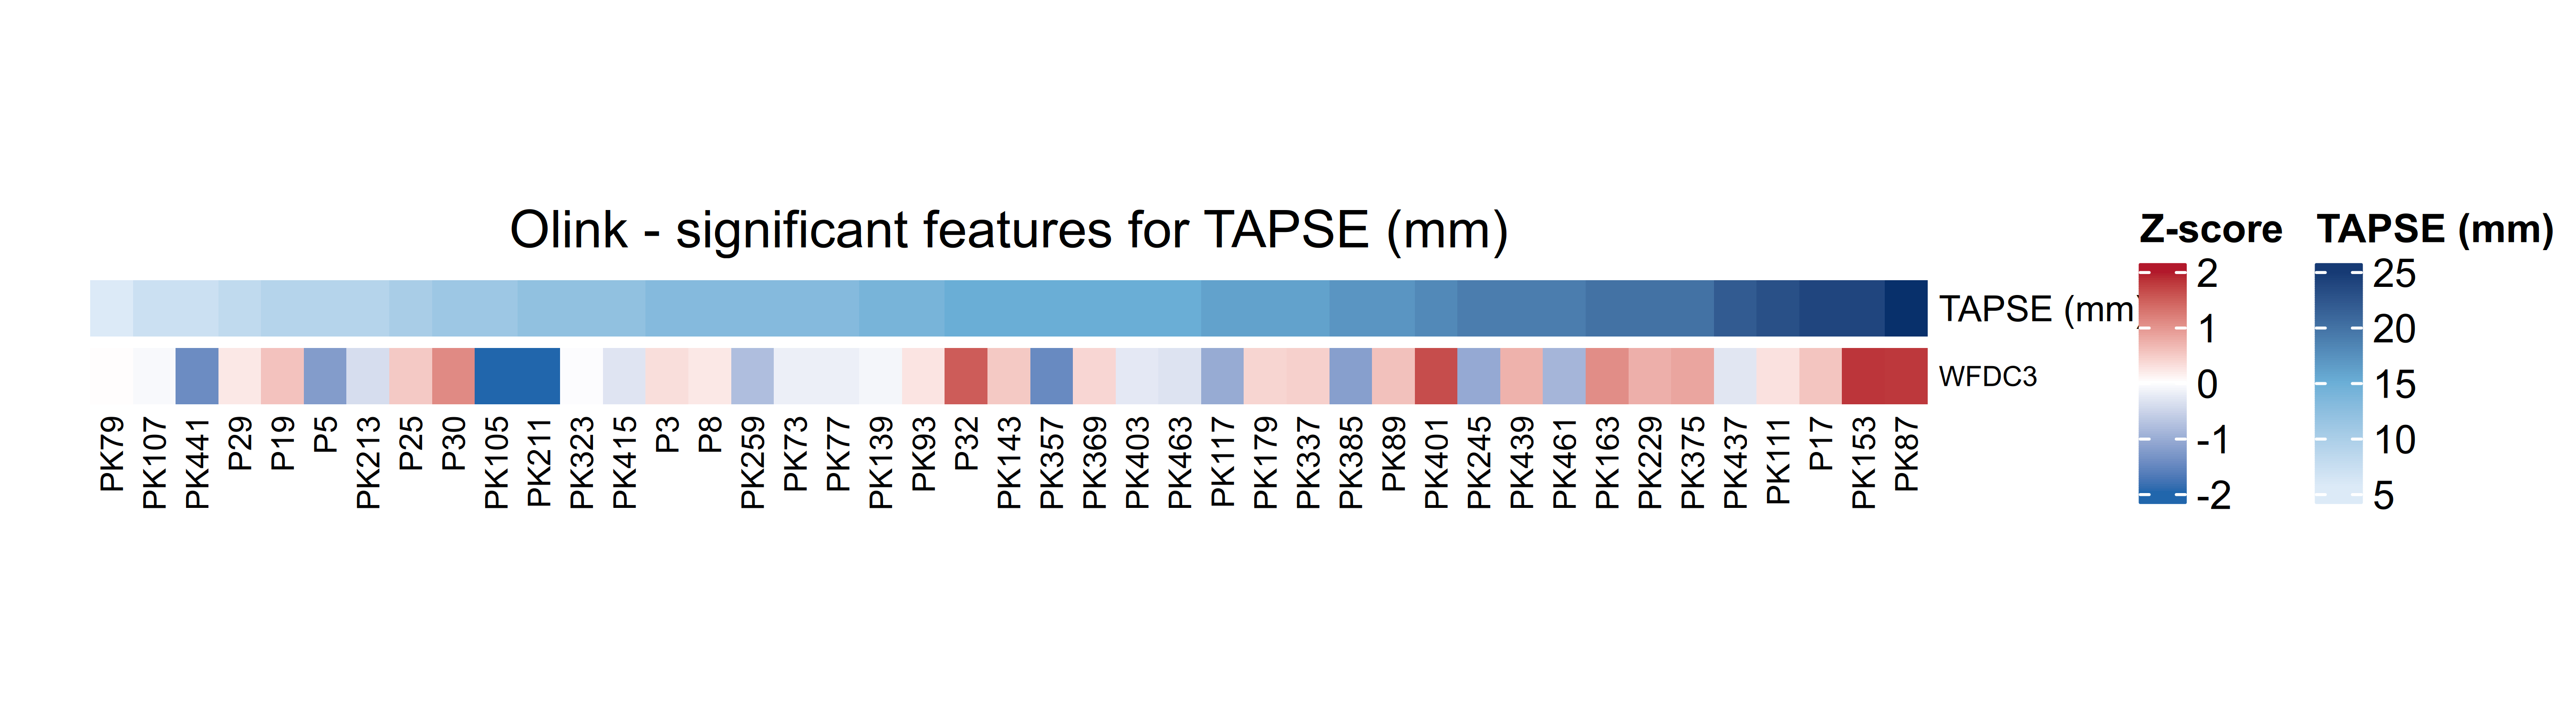 Olink - significant features for TAPSE (mm)
TAPSE (mm)
WFDC3
PK79
PK107
PK441
P29
P19
P5
PK213
P25
P30
PK105
PK211
PK323
PK415
P3
P8
PK259
PK73
PK77
PK139
PK93
P32
PK143
PK357
PK369
PK403
PK463
PK117
PK179
PK337
PK385
PK89
PK401
PK245
PK439
PK461
PK163
PK229
PK375
PK437
PK111
P17
PK153
PK87
Z-score
2
1
0
-1
-2
TAPSE (mm)
25
20
15
10
5